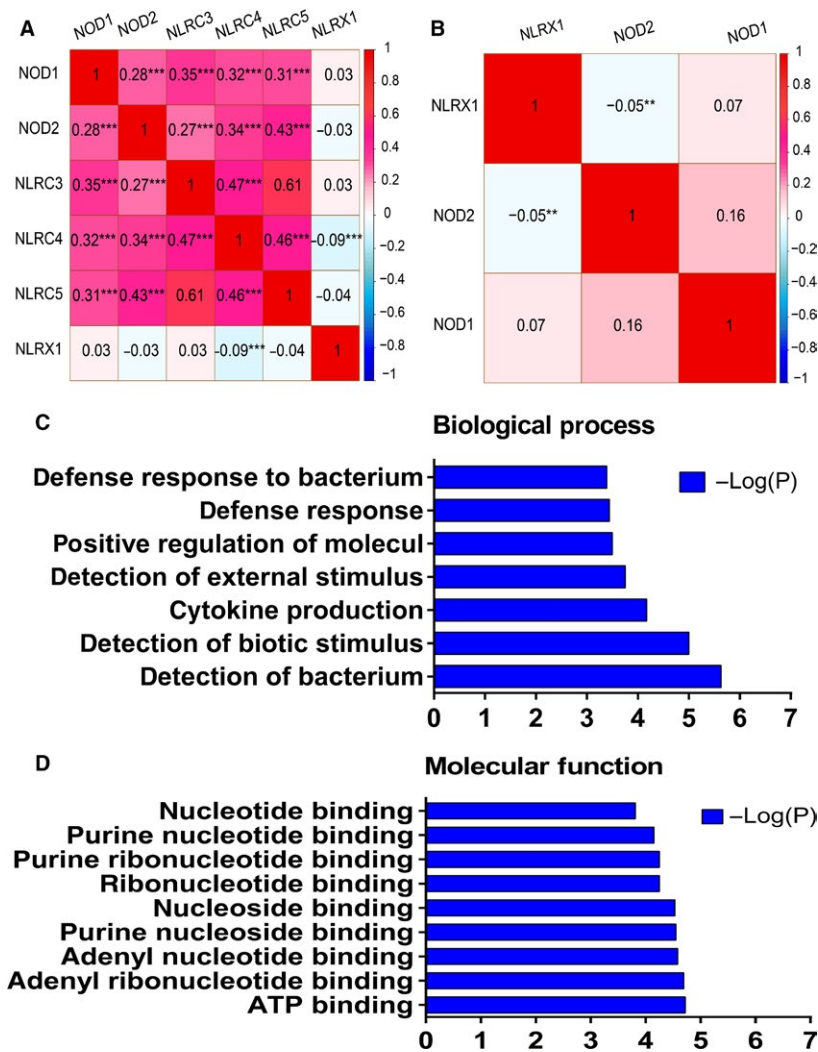 A
NOD1 NOD2 NLRC3 NLRC4 NLRC5 NLRX1
NOD1 1 0.28*** 0.35*** 0.32*** 0.31*** 0.03
NOD2 0.28*** 1 0.27*** 0.34*** 0.43*** −0.03
NLRC3 0.35*** 0.27*** 1 0.47*** 0.61 0.03
NLRC4 0.32*** 0.34*** 0.47*** 1 0.46*** −0.09***
NLRC5 0.31*** 0.43*** 0.61 0.46*** 1 −0.04
NLRX1 0.03 −0.03 0.03 −0.09*** −0.04 1
1
0.8
0.6
0.4
0.2
0
−0.2
−0.4
−0.6
−0.8
−1
B
NLRX1 NOD2 NOD1
NLRX1 1 −0.05** 0.07
NOD2 −0.05** 1 0.16
NOD1 0.07 0.16 1
1
0.8
0.6
0.4
0.2
0
−0.2
−0.4
−0.6
−0.8
−1
C
Biological process
−Log(P)
Defense response to bacterium
Defense response
Positive regulation of molecul
Detection of external stimulus
Cytokine production
Detection of biotic stimulus
Detection of bacterium
0 1 2 3 4 5 6 7
D
Molecular function
−Log(P)
Nucleotide binding
Purine nucleotide binding
Purine ribonucleotide binding
Ribonucleotide binding
Nucleoside binding
Purine nucleoside binding
Adenyl nucleotide binding
Adenyl ribonucleotide binding
ATP binding
0 1 2 3 4 5 6 7